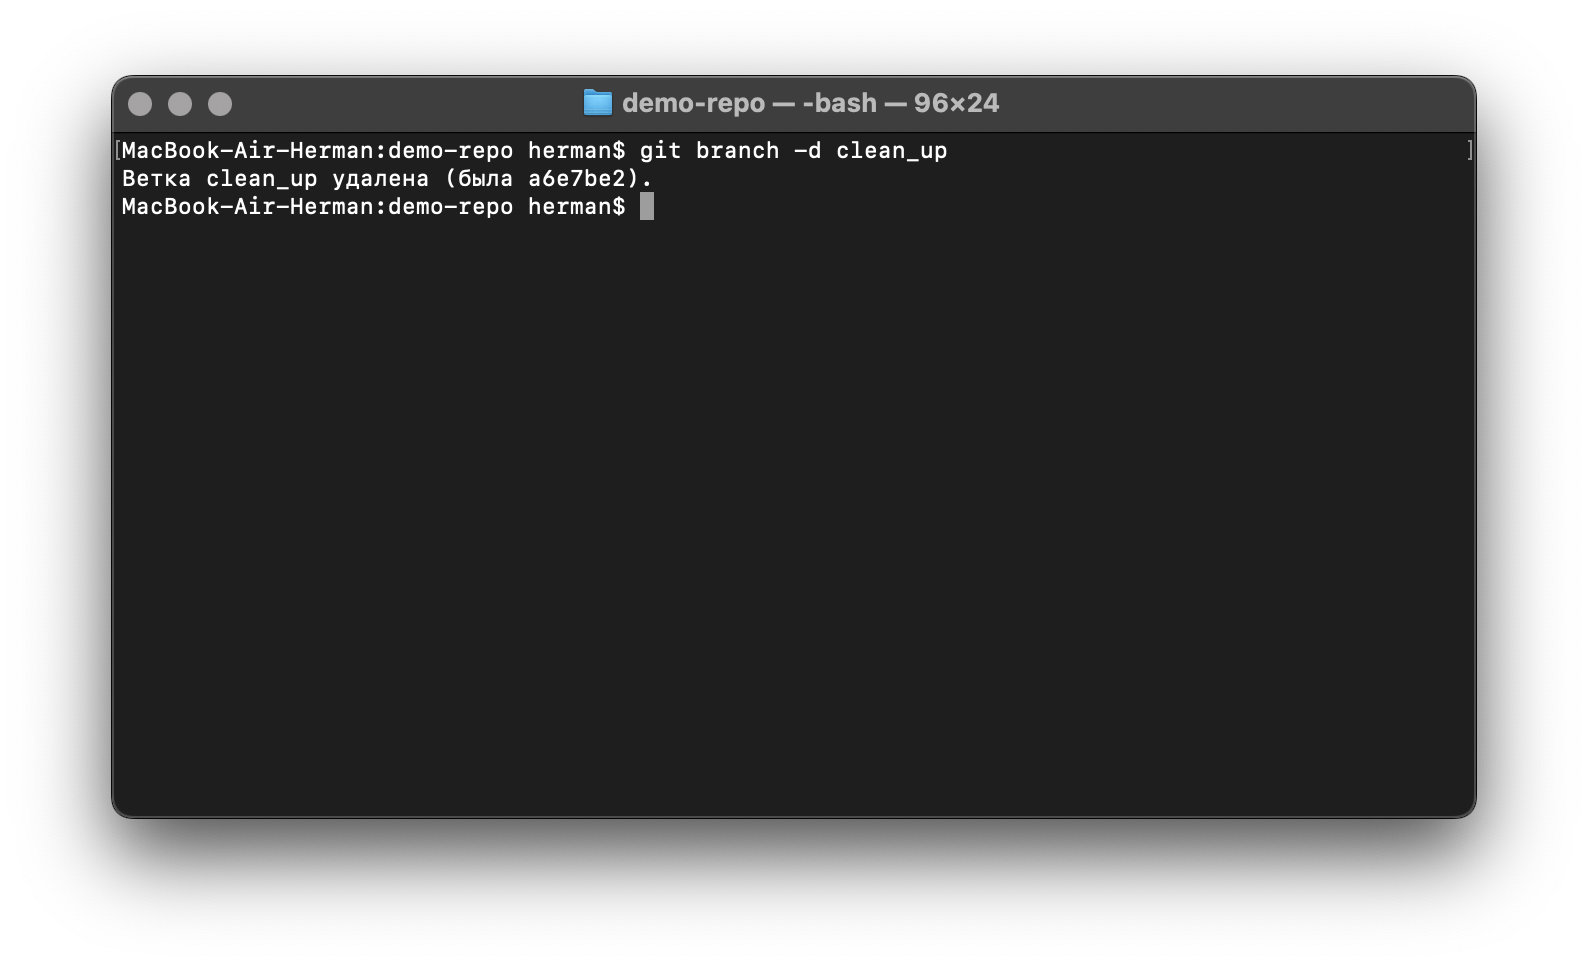 demo-repo — -bash — 96×24
[MacBook-Air-Herman:demo-repo herman$ git branch -d clean_up ]
Ветка clean_up удалена (была a6e7be2).
MacBook-Air-Herman:demo-repo herman$